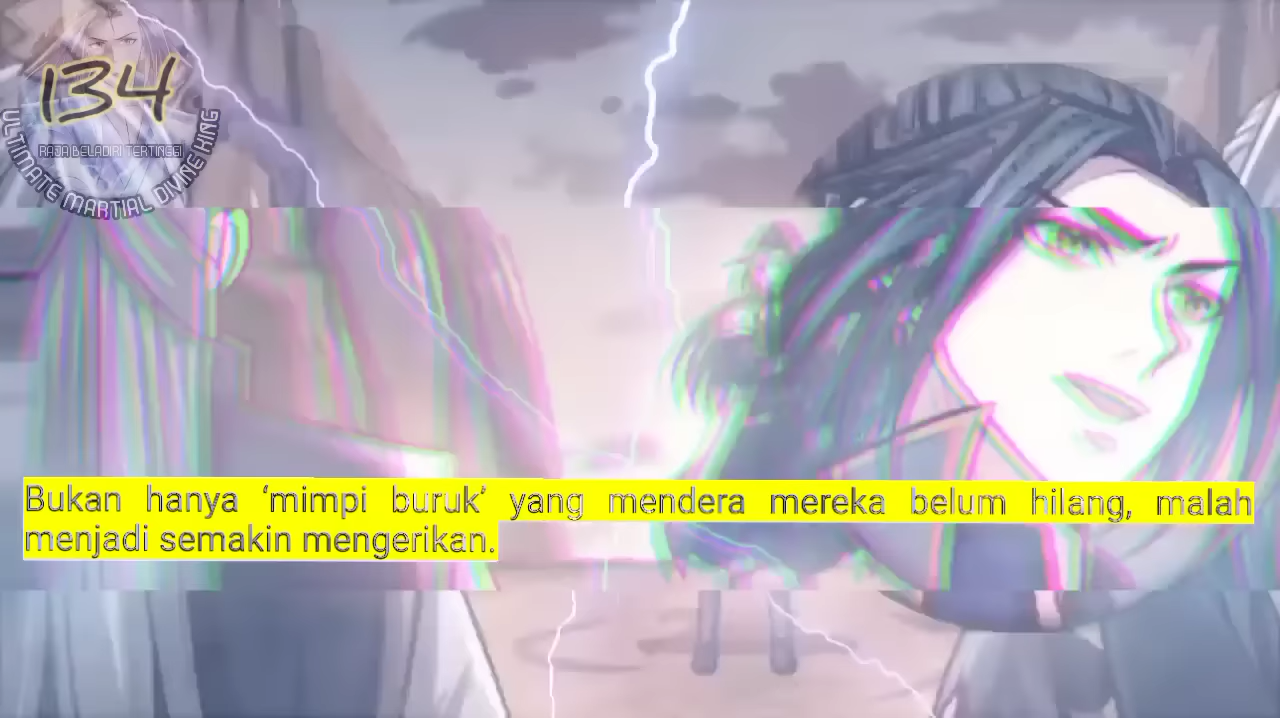 134
RAJA BELADIRI TERTINGGI
ULTIMATE MARTIAL DIVINE KING
Bukan hanya ‘mimpi buruk’ yang mendera mereka belum hilang, malah
menjadi semakin mengerikan.